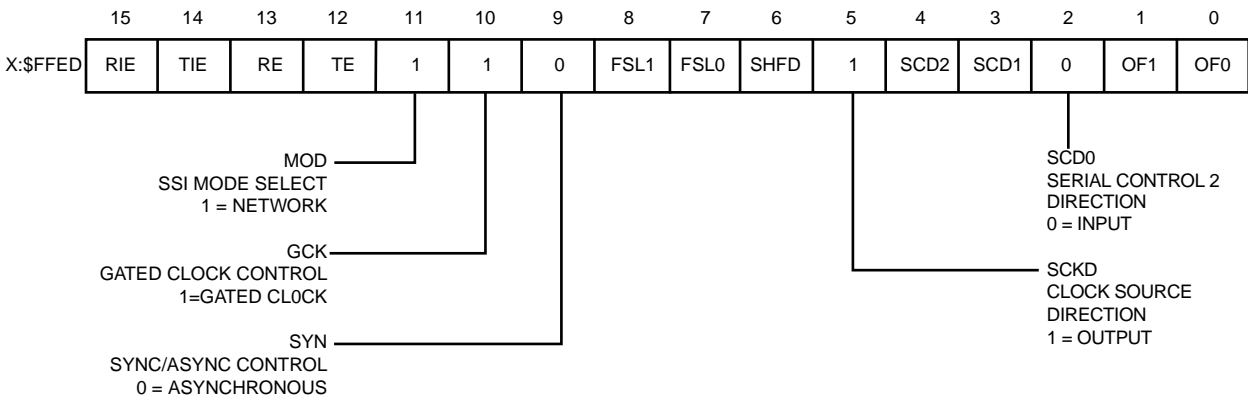 15 14 13 12 11 10 9 8 7 6 5 4 3 2 1 0
X:$FFED RIE TIE RE TE 1 1 0 FSL1 FSL0 SHFD 1 SCD2 SCD1 0 OF1 OF0
MOD
SSI MODE SELECT
1 = NETWORK
GCK
GATED CLOCK CONTROL
1=GATED CL0CK
SYN
SYNC/ASYNC CONTROL
0 = ASYNCHRONOUS
SCD0
SERIAL CONTROL 2
DIRECTION
0 = INPUT
SCKD
CLOCK SOURCE
DIRECTION
1 = OUTPUT